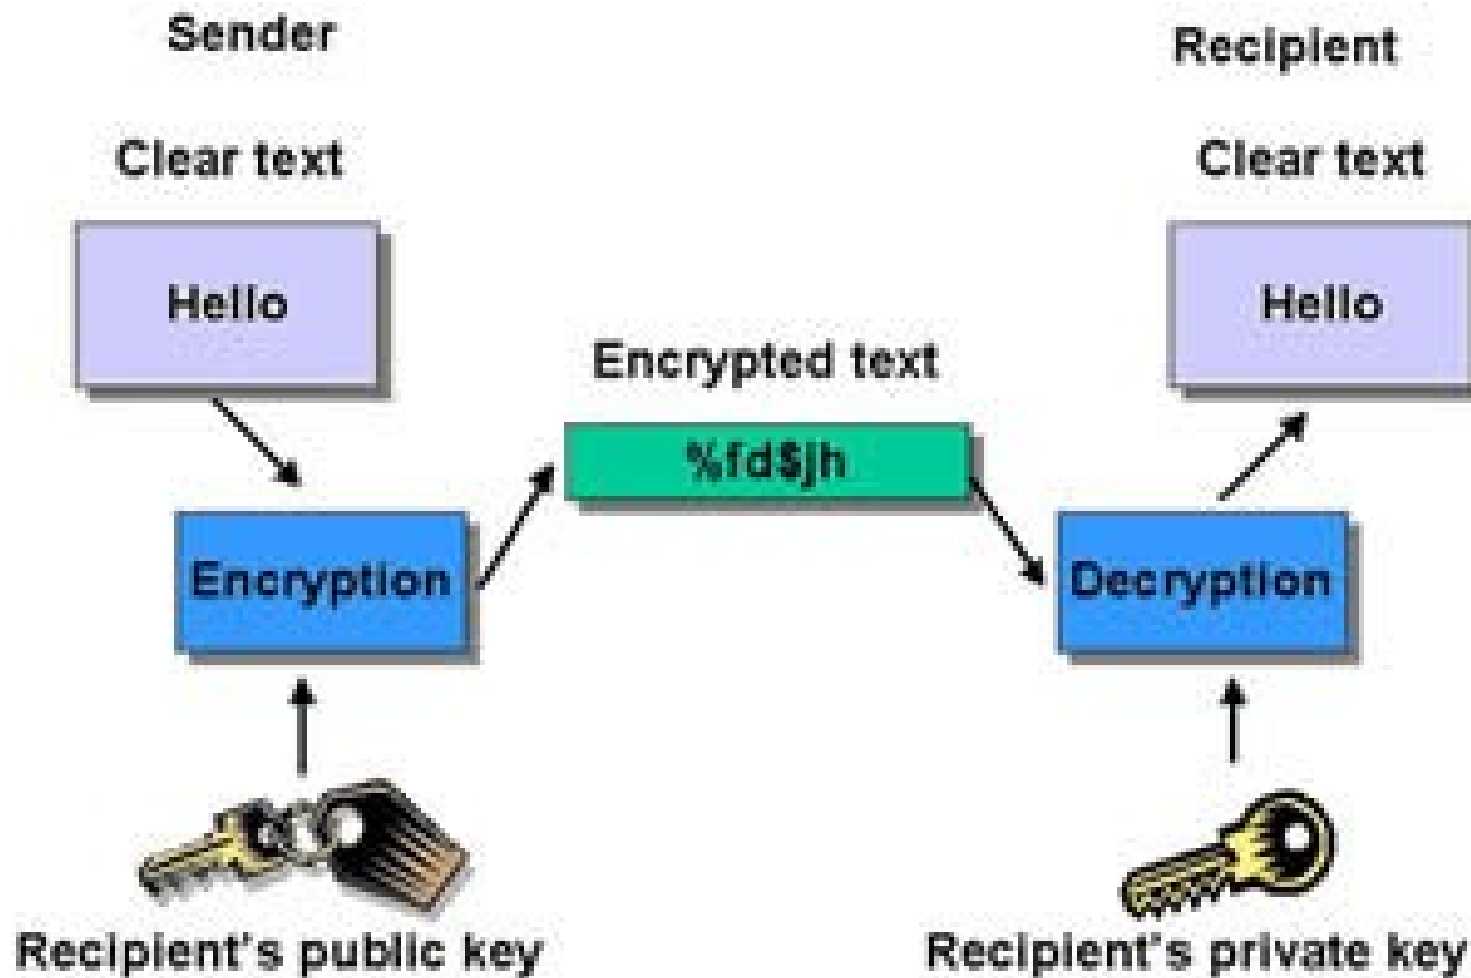 Sender
Recipient
Clear text
Clear text
Hello
Hello
Encrypted text
%fd$jh
Encryption
Decryption
Recipient's public key
Recipient's private key